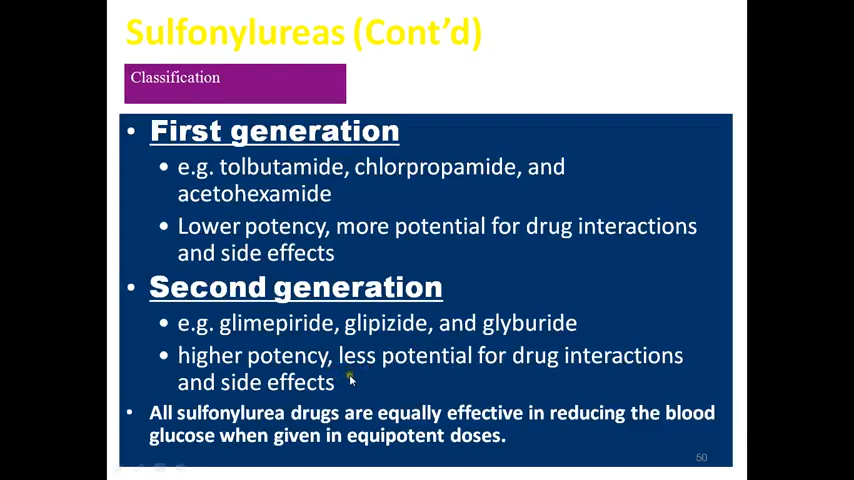 Sulfonylureas (Cont’d)
Classification
• First generation
• e.g. tolbutamide, chlorpropamide, and
acetohexamide
• Lower potency, more potential for drug interactions
and side effects
• Second generation
• e.g. glimepiride, glipizide, and glyburide
• higher potency, less potential for drug interactions
and side effects
• All sulfonylurea drugs are equally effective in reducing the blood
glucose when given in equipotent doses.
50